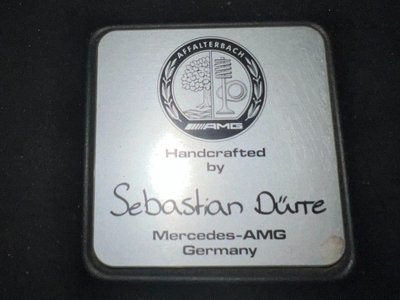 AFFALTERBACH
AMG
Handcrafted
by
Sebastian Dürre
Mercedes-AMG
Germany